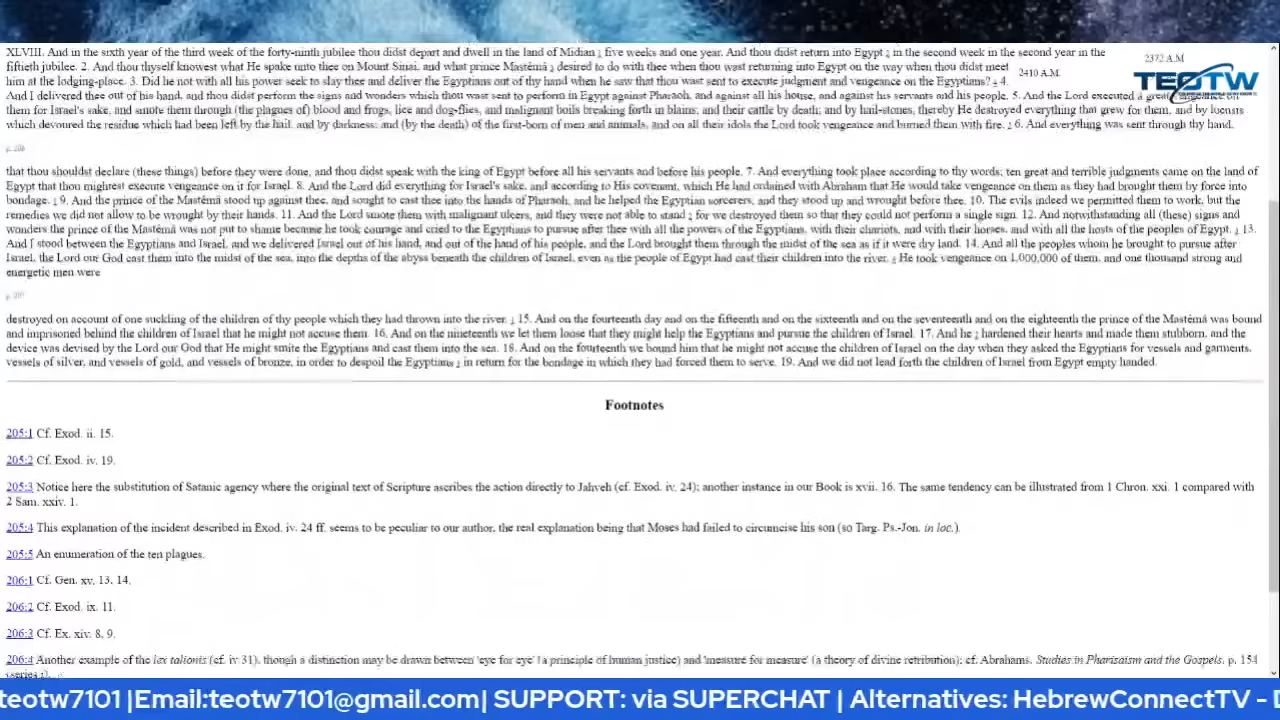 XLVIII. And in the sixth year of the third week of the forty-ninth jubilee thou didst depart and dwell in the land of Midian 1 five weeks and one year. And thou didst return into Egypt 2 in the second week in the second year in the
2372 A.M
fiftieth jubilee. 2. And thou thyself knowest what He spake unto thee on Mount Sinai, and what prince Mastêmâ 3 desired to do with thee when thou wast returning into Egypt on the way when thou didst meet
2410 A.M.
TEOTW
him at the lodging-place. 3. Did he not with all his power seek to slay thee and deliver the Egyptians out of thy hand when he saw that thou wast sent to execute judgment and vengeance on the Egyptians? 4 4.
And I delivered thee out of his hand, and thou didst perform the signs and wonders which thou wast sent to perform in Egypt against Pharaoh, and against all his house, and against his servants and his people. 5. And the Lord executed a great vengeance on
them for Israel's sake, and smote them through (the plagues of) blood and frogs, lice and dog-flies, and malignant boils breaking forth in blains; and their cattle by death; and by hail-stones, thereby He destroyed everything that grew for them; and by locusts
which devoured the residue which had been left by the hail, and by darkness; and (by the death) of the first-born of men and animals, and on all their idols the Lord took vengeance and burned them with fire. 5 6. And everything was sent through thy hand,
p. 206
that thou shouldst declare (these things) before they were done, and thou didst speak with the king of Egypt before all his servants and before his people. 7. And everything took place according to thy words; ten great and terrible judgments came on the land of
Egypt that thou mightest execute vengeance on it for Israel. 8. And the Lord did everything for Israel's sake, and according to His covenant, which He had ordained with Abraham that He would take vengeance on them as they had brought them by force into
bondage. 1 9. And the prince of the Mastêmâ stood up against thee, and sought to cast thee into the hands of Pharaoh, and he helped the Egyptian sorcerers, and they stood up and wrought before thee. 10. The evils indeed we permitted them to work, but the
remedies we did not allow to be wrought by their hands. 11. And the Lord smote them with malignant ulcers, and they were not able to stand 2 for we destroyed them so that they could not perform a single sign. 12. And notwithstanding all (these) signs and
wonders the prince of the Mastêmâ was not put to shame because he took courage and cried to the Egyptians to pursue after thee with all the powers of the Egyptians, with their chariots, and with their horses, and with all the hosts of the peoples of Egypt. 3 13.
And I stood between the Egyptians and Israel, and we delivered Israel out of his hand, and out of the hand of his people, and the Lord brought them through the midst of the sea as if it were dry land. 14. And all the peoples whom he brought to pursue after
Israel, the Lord our God cast them into the midst of the sea, into the depths of the abyss beneath the children of Israel, even as the people of Egypt had cast their children into the river. 4 He took vengeance on 1,000,000 of them, and one thousand strong and
energetic men were
p. 207
destroyed on account of one suckling of the children of thy people which they had thrown into the river. 1 15. And on the fourteenth day and on the fifteenth and on the sixteenth and on the seventeenth and on the eighteenth the prince of the Mastêmâ was bound
and imprisoned behind the children of Israel that he might not accuse them. 16. And on the nineteenth we let them loose that they might help the Egyptians and pursue the children of Israel. 17. And he 2 hardened their hearts and made them stubborn, and the
device was devised by the Lord our God that He might smite the Egyptians and cast them into the sea. 18. And on the fourteenth we bound him that he might not accuse the children of Israel on the day when they asked the Egyptians for vessels and garments,
vessels of silver, and vessels of gold, and vessels of bronze, in order to despoil the Egyptians 3 in return for the bondage in which they had forced them to serve. 19. And we did not lead forth the children of Israel from Egypt empty handed.
Footnotes
205:1 Cf. Exod. ii. 15.
205:2 Cf. Exod. iv. 19.
205:3 Notice here the substitution of Satanic agency where the original text of Scripture ascribes the action directly to Jahveh (cf. Exod. iv. 24); another instance in our Book is xvii. 16. The same tendency can be illustrated from 1 Chron. xxi. 1 compared with
2 Sam. xxiv. 1.
205:4 This explanation of the incident described in Exod. iv. 24 ff. seems to be peculiar to our author, the real explanation being that Moses had failed to circumcise his son (so Targ. Ps.-Jon. in loc.).
205:5 An enumeration of the ten plagues.
206:1 Cf. Gen. xv. 13, 14.
206:2 Cf. Exod. ix. 11.
206:3 Cf. Ex. xiv. 8, 9.
206:4 Another example of the lex talionis (cf. iv 31), though a distinction may be drawn between 'eye for eye' (a principle of human justice) and 'measure for measure' (a theory of divine retribution); cf. Abrahams, Studies in Pharisaism and the Gospels, p. 154
(series i).
teotw7101 |Email:teotw7101@gmail.com| SUPPORT: via SUPERCHAT | Alternatives: HebrewConnectTV -